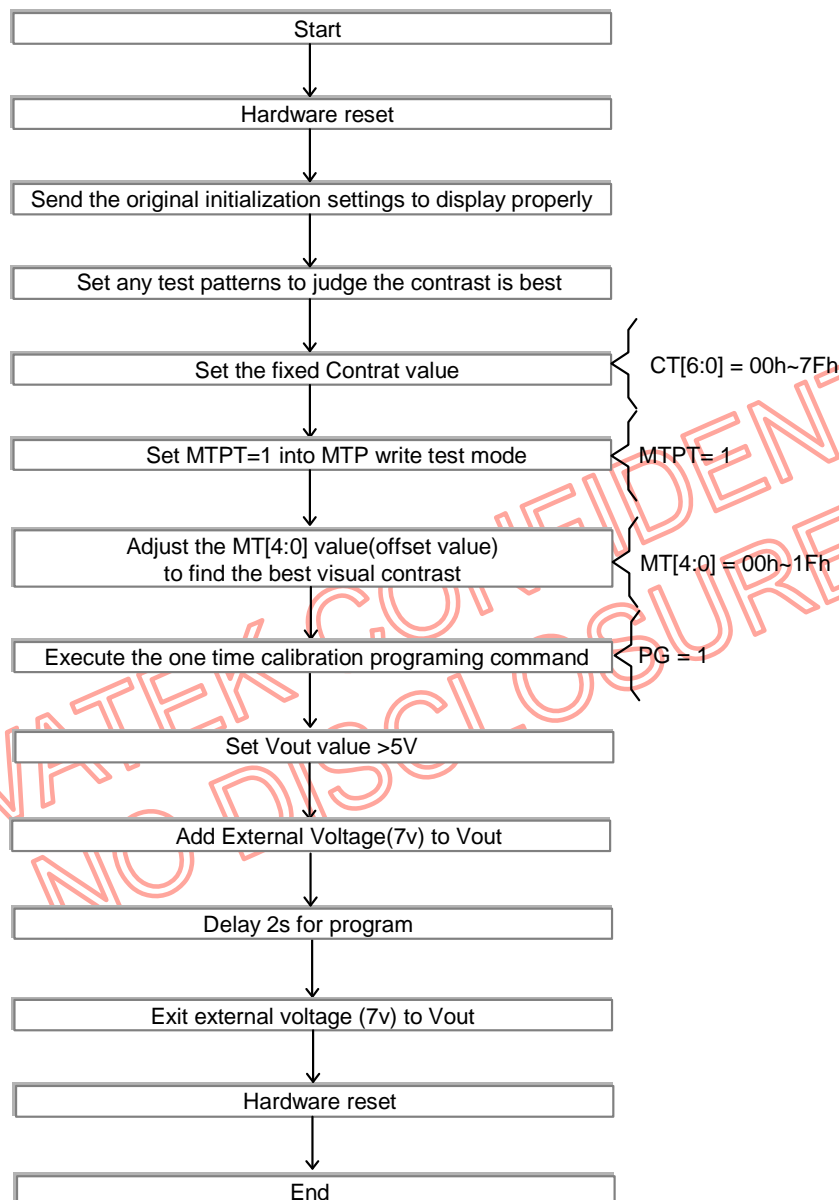 Start
Hardware reset
Send the original initialization settings to display properly
Set any test patterns to judge the contrast is best
Set the fixed Contrat value
CT[6:0] = 00h~7Fh
Set MTPT=1 into MTP write test mode
MTPT= 1
Adjust the MT[4:0] value(offset value)
to find the best visual contrast
MT[4:0] = 00h~1Fh
Execute the one time calibration programing command
PG = 1
Set Vout value >5V
Add External Voltage(7v) to Vout
Delay 2s for program
Exit external voltage (7v) to Vout
Hardware reset
End
VATEK CONFIDENT
NO DISCLOSURE